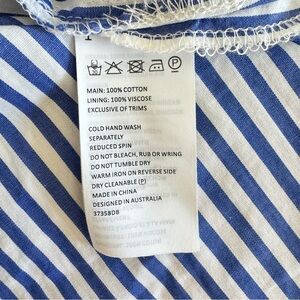 MAIN: 100% COTTON
LINING: 100% VISCOSE
EXCLUSIVE OF TRIMS
COLD HAND WASH
SEPARATELY
REDUCED SPIN
DO NOT BLEACH, RUB OR WRING
DO NOT TUMBLE DRY
WARM IRON ON REVERSE SIDE
DRY CLEANABLE (P)
MADE IN CHINA
DESIGNED IN AUSTRALIA
3735BDB